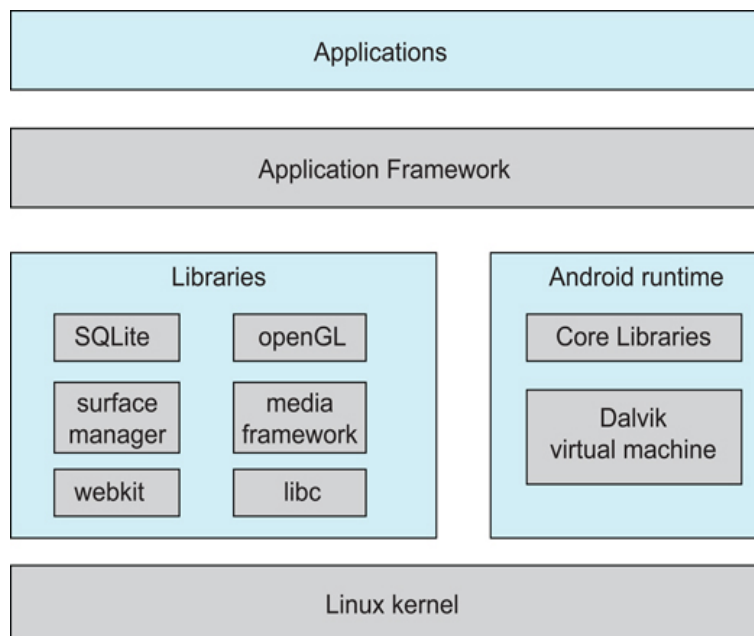 Applications
Application Framework
Libraries
SQLite
openGL
surface
manager
media
framework
webkit
libc
Android runtime
Core Libraries
Dalvik
virtual machine
Linux kernel